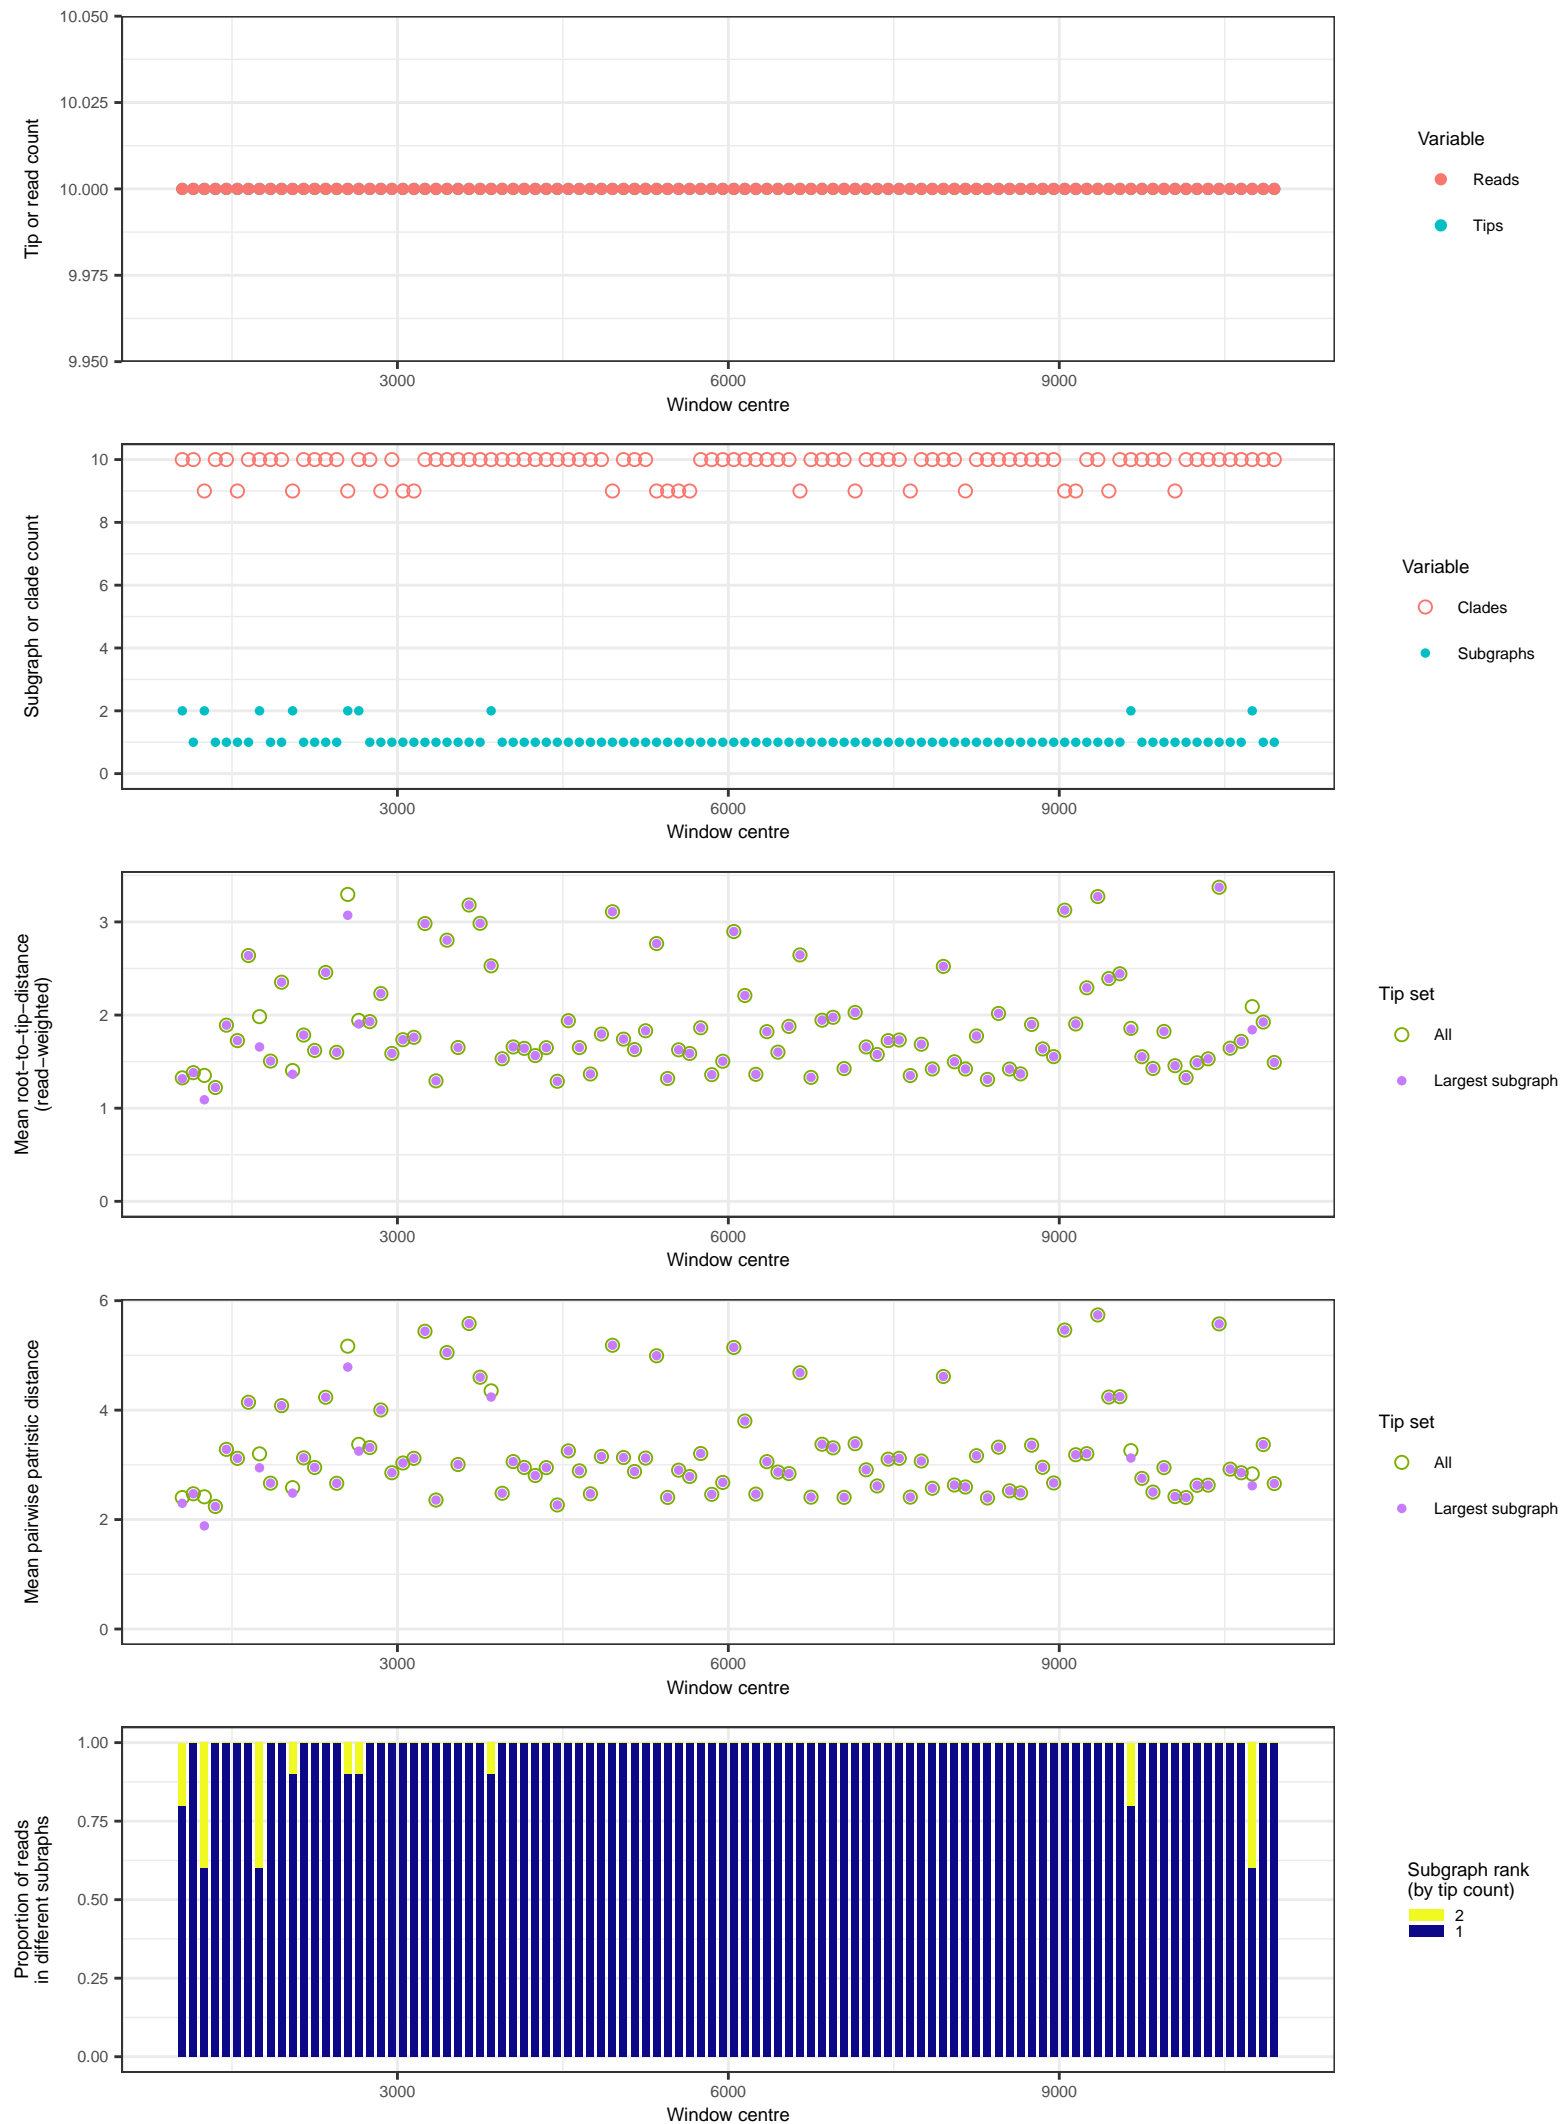 10.050
10.025
10.000
9.975
9.950
Tip or read count
3000 6000 9000
Window centre
Variable
Reads
Tips
10
8
6
4
2
0
Subgraph or clade count
3000 6000 9000
Window centre
Variable
Clades
Subgraphs
3
2
1
0
Mean root−to−tip−distance
(read−weighted)
3000 6000 9000
Window centre
Tip set
All
Largest subgraph
6
4
2
0
Mean pairwise patristic distance
3000 6000 9000
Window centre
Tip set
All
Largest subgraph
1.00
0.75
0.50
0.25
0.00
Proportion of reads
in different subraphs
3000 6000 9000
Window centre
Subgraph rank
(by tip count)
2
1